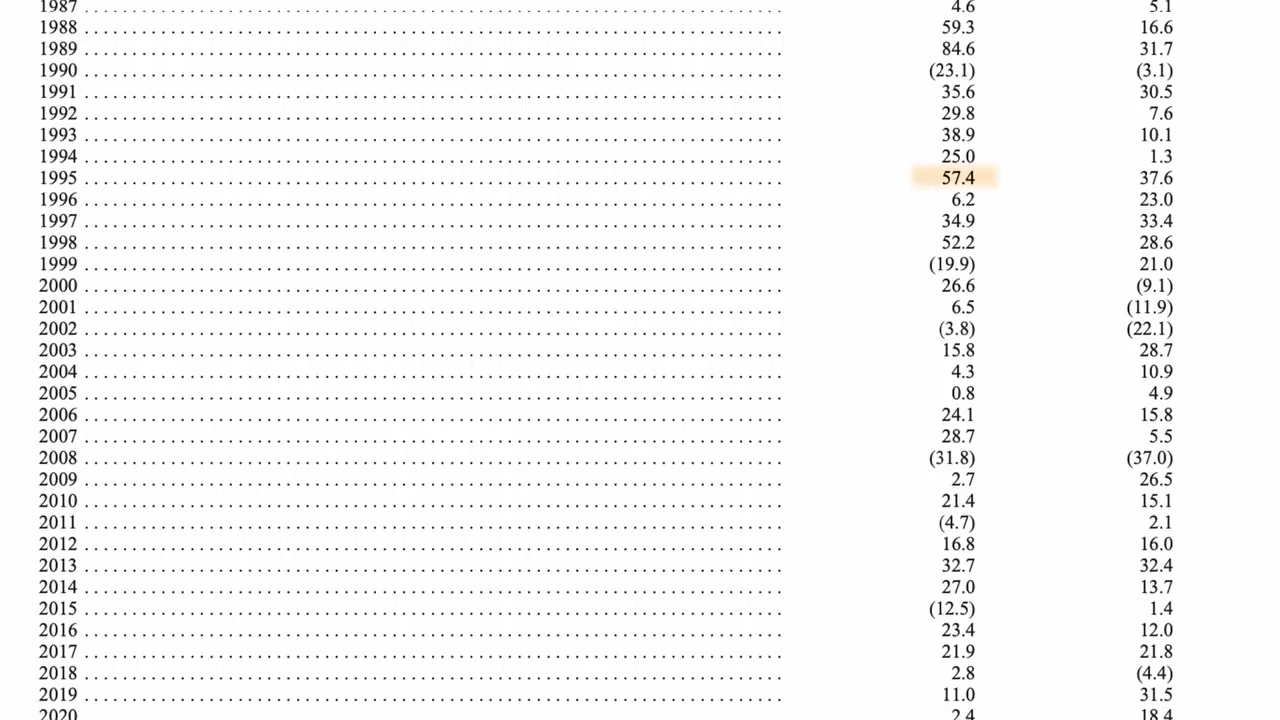 1987 . . . . . . . . . . . . . . . . . . . . . . . . . . . . . . . . . . . . . . . . . . . . . . . . . . . . . . . . . . . . . . . . . . . . . . . . 4.6 5.1
1988 . . . . . . . . . . . . . . . . . . . . . . . . . . . . . . . . . . . . . . . . . . . . . . . . . . . . . . . . . . . . . . . . . . . . . . . . 59.3 16.6
1989 . . . . . . . . . . . . . . . . . . . . . . . . . . . . . . . . . . . . . . . . . . . . . . . . . . . . . . . . . . . . . . . . . . . . . . . . 84.6 31.7
1990 . . . . . . . . . . . . . . . . . . . . . . . . . . . . . . . . . . . . . . . . . . . . . . . . . . . . . . . . . . . . . . . . . . . . . . . . (23.1) (3.1)
1991 . . . . . . . . . . . . . . . . . . . . . . . . . . . . . . . . . . . . . . . . . . . . . . . . . . . . . . . . . . . . . . . . . . . . . . . . 35.6 30.5
1992 . . . . . . . . . . . . . . . . . . . . . . . . . . . . . . . . . . . . . . . . . . . . . . . . . . . . . . . . . . . . . . . . . . . . . . . . 29.8 7.6
1993 . . . . . . . . . . . . . . . . . . . . . . . . . . . . . . . . . . . . . . . . . . . . . . . . . . . . . . . . . . . . . . . . . . . . . . . . 38.9 10.1
1994 . . . . . . . . . . . . . . . . . . . . . . . . . . . . . . . . . . . . . . . . . . . . . . . . . . . . . . . . . . . . . . . . . . . . . . . . 25.0 1.3
1995 . . . . . . . . . . . . . . . . . . . . . . . . . . . . . . . . . . . . . . . . . . . . . . . . . . . . . . . . . . . . . . . . . . . . . . . . 57.4 37.6
1996 . . . . . . . . . . . . . . . . . . . . . . . . . . . . . . . . . . . . . . . . . . . . . . . . . . . . . . . . . . . . . . . . . . . . . . . . 6.2 23.0
1997 . . . . . . . . . . . . . . . . . . . . . . . . . . . . . . . . . . . . . . . . . . . . . . . . . . . . . . . . . . . . . . . . . . . . . . . . 34.9 33.4
1998 . . . . . . . . . . . . . . . . . . . . . . . . . . . . . . . . . . . . . . . . . . . . . . . . . . . . . . . . . . . . . . . . . . . . . . . . 52.2 28.6
1999 . . . . . . . . . . . . . . . . . . . . . . . . . . . . . . . . . . . . . . . . . . . . . . . . . . . . . . . . . . . . . . . . . . . . . . . . (19.9) 21.0
2000 . . . . . . . . . . . . . . . . . . . . . . . . . . . . . . . . . . . . . . . . . . . . . . . . . . . . . . . . . . . . . . . . . . . . . . . . 26.6 (9.1)
2001 . . . . . . . . . . . . . . . . . . . . . . . . . . . . . . . . . . . . . . . . . . . . . . . . . . . . . . . . . . . . . . . . . . . . . . . . 6.5 (11.9)
2002 . . . . . . . . . . . . . . . . . . . . . . . . . . . . . . . . . . . . . . . . . . . . . . . . . . . . . . . . . . . . . . . . . . . . . . . . (3.8) (22.1)
2003 . . . . . . . . . . . . . . . . . . . . . . . . . . . . . . . . . . . . . . . . . . . . . . . . . . . . . . . . . . . . . . . . . . . . . . . . 15.8 28.7
2004 . . . . . . . . . . . . . . . . . . . . . . . . . . . . . . . . . . . . . . . . . . . . . . . . . . . . . . . . . . . . . . . . . . . . . . . . 4.3 10.9
2005 . . . . . . . . . . . . . . . . . . . . . . . . . . . . . . . . . . . . . . . . . . . . . . . . . . . . . . . . . . . . . . . . . . . . . . . . 0.8 4.9
2006 . . . . . . . . . . . . . . . . . . . . . . . . . . . . . . . . . . . . . . . . . . . . . . . . . . . . . . . . . . . . . . . . . . . . . . . . 24.1 15.8
2007 . . . . . . . . . . . . . . . . . . . . . . . . . . . . . . . . . . . . . . . . . . . . . . . . . . . . . . . . . . . . . . . . . . . . . . . . 28.7 5.5
2008 . . . . . . . . . . . . . . . . . . . . . . . . . . . . . . . . . . . . . . . . . . . . . . . . . . . . . . . . . . . . . . . . . . . . . . . . (31.8) (37.0)
2009 . . . . . . . . . . . . . . . . . . . . . . . . . . . . . . . . . . . . . . . . . . . . . . . . . . . . . . . . . . . . . . . . . . . . . . . . 2.7 26.5
2010 . . . . . . . . . . . . . . . . . . . . . . . . . . . . . . . . . . . . . . . . . . . . . . . . . . . . . . . . . . . . . . . . . . . . . . . . 21.4 15.1
2011 . . . . . . . . . . . . . . . . . . . . . . . . . . . . . . . . . . . . . . . . . . . . . . . . . . . . . . . . . . . . . . . . . . . . . . . . (4.7) 2.1
2012 . . . . . . . . . . . . . . . . . . . . . . . . . . . . . . . . . . . . . . . . . . . . . . . . . . . . . . . . . . . . . . . . . . . . . . . . 16.8 16.0
2013 . . . . . . . . . . . . . . . . . . . . . . . . . . . . . . . . . . . . . . . . . . . . . . . . . . . . . . . . . . . . . . . . . . . . . . . . 32.7 32.4
2014 . . . . . . . . . . . . . . . . . . . . . . . . . . . . . . . . . . . . . . . . . . . . . . . . . . . . . . . . . . . . . . . . . . . . . . . . 27.0 13.7
2015 . . . . . . . . . . . . . . . . . . . . . . . . . . . . . . . . . . . . . . . . . . . . . . . . . . . . . . . . . . . . . . . . . . . . . . . . (12.5) 1.4
2016 . . . . . . . . . . . . . . . . . . . . . . . . . . . . . . . . . . . . . . . . . . . . . . . . . . . . . . . . . . . . . . . . . . . . . . . . 23.4 12.0
2017 . . . . . . . . . . . . . . . . . . . . . . . . . . . . . . . . . . . . . . . . . . . . . . . . . . . . . . . . . . . . . . . . . . . . . . . . 21.9 21.8
2018 . . . . . . . . . . . . . . . . . . . . . . . . . . . . . . . . . . . . . . . . . . . . . . . . . . . . . . . . . . . . . . . . . . . . . . . . 2.8 (4.4)
2019 . . . . . . . . . . . . . . . . . . . . . . . . . . . . . . . . . . . . . . . . . . . . . . . . . . . . . . . . . . . . . . . . . . . . . . . . 11.0 31.5
2020 2.4 18.4